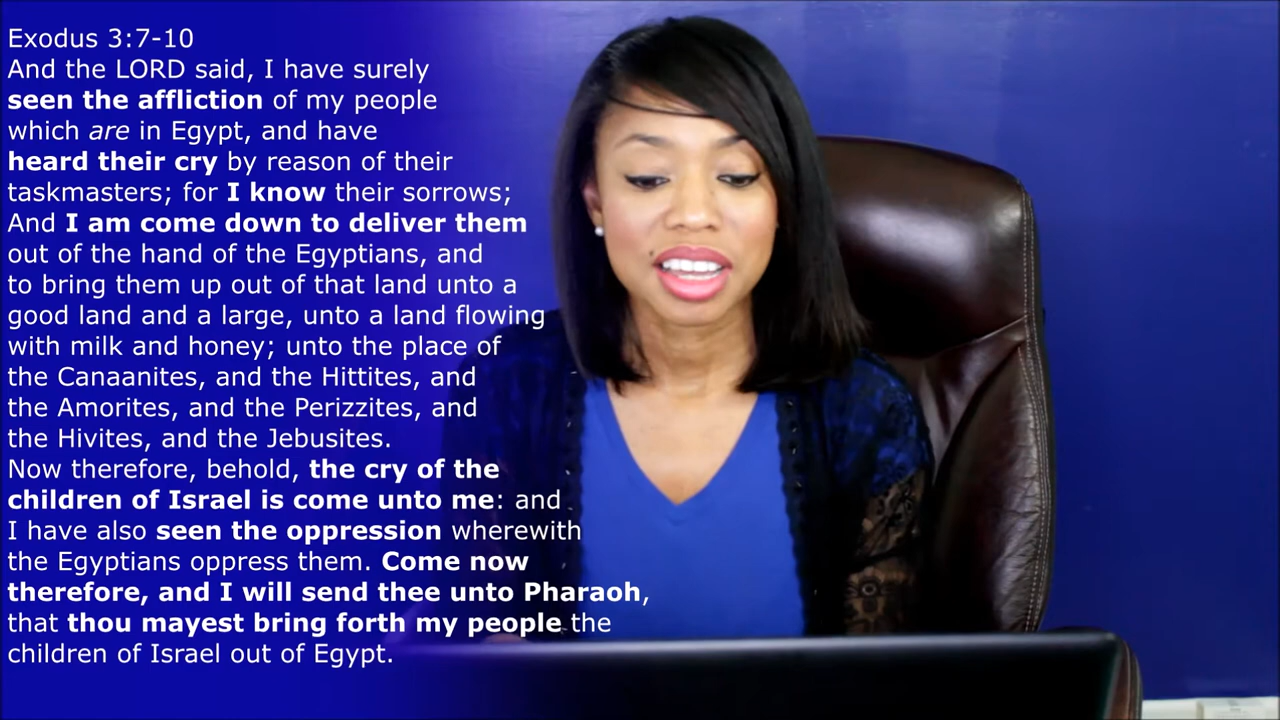 Exodus 3:7-10
And the LORD said, I have surely
seen the affliction of my people
which are in Egypt, and have
heard their cry by reason of their
taskmasters; for I know their sorrows;
And I am come down to deliver them
out of the hand of the Egyptians, and
to bring them up out of that land unto a
good land and a large, unto a land flowing
with milk and honey; unto the place of
the Canaanites, and the Hittites, and
the Amorites, and the Perizzites, and
the Hivites, and the Jebusites.
Now therefore, behold, the cry of the
children of Israel is come unto me: and
I have also seen the oppression wherewith
the Egyptians oppress them. Come now
therefore, and I will send thee unto Pharaoh,
that thou mayest bring forth my people the
children of Israel out of Egypt.